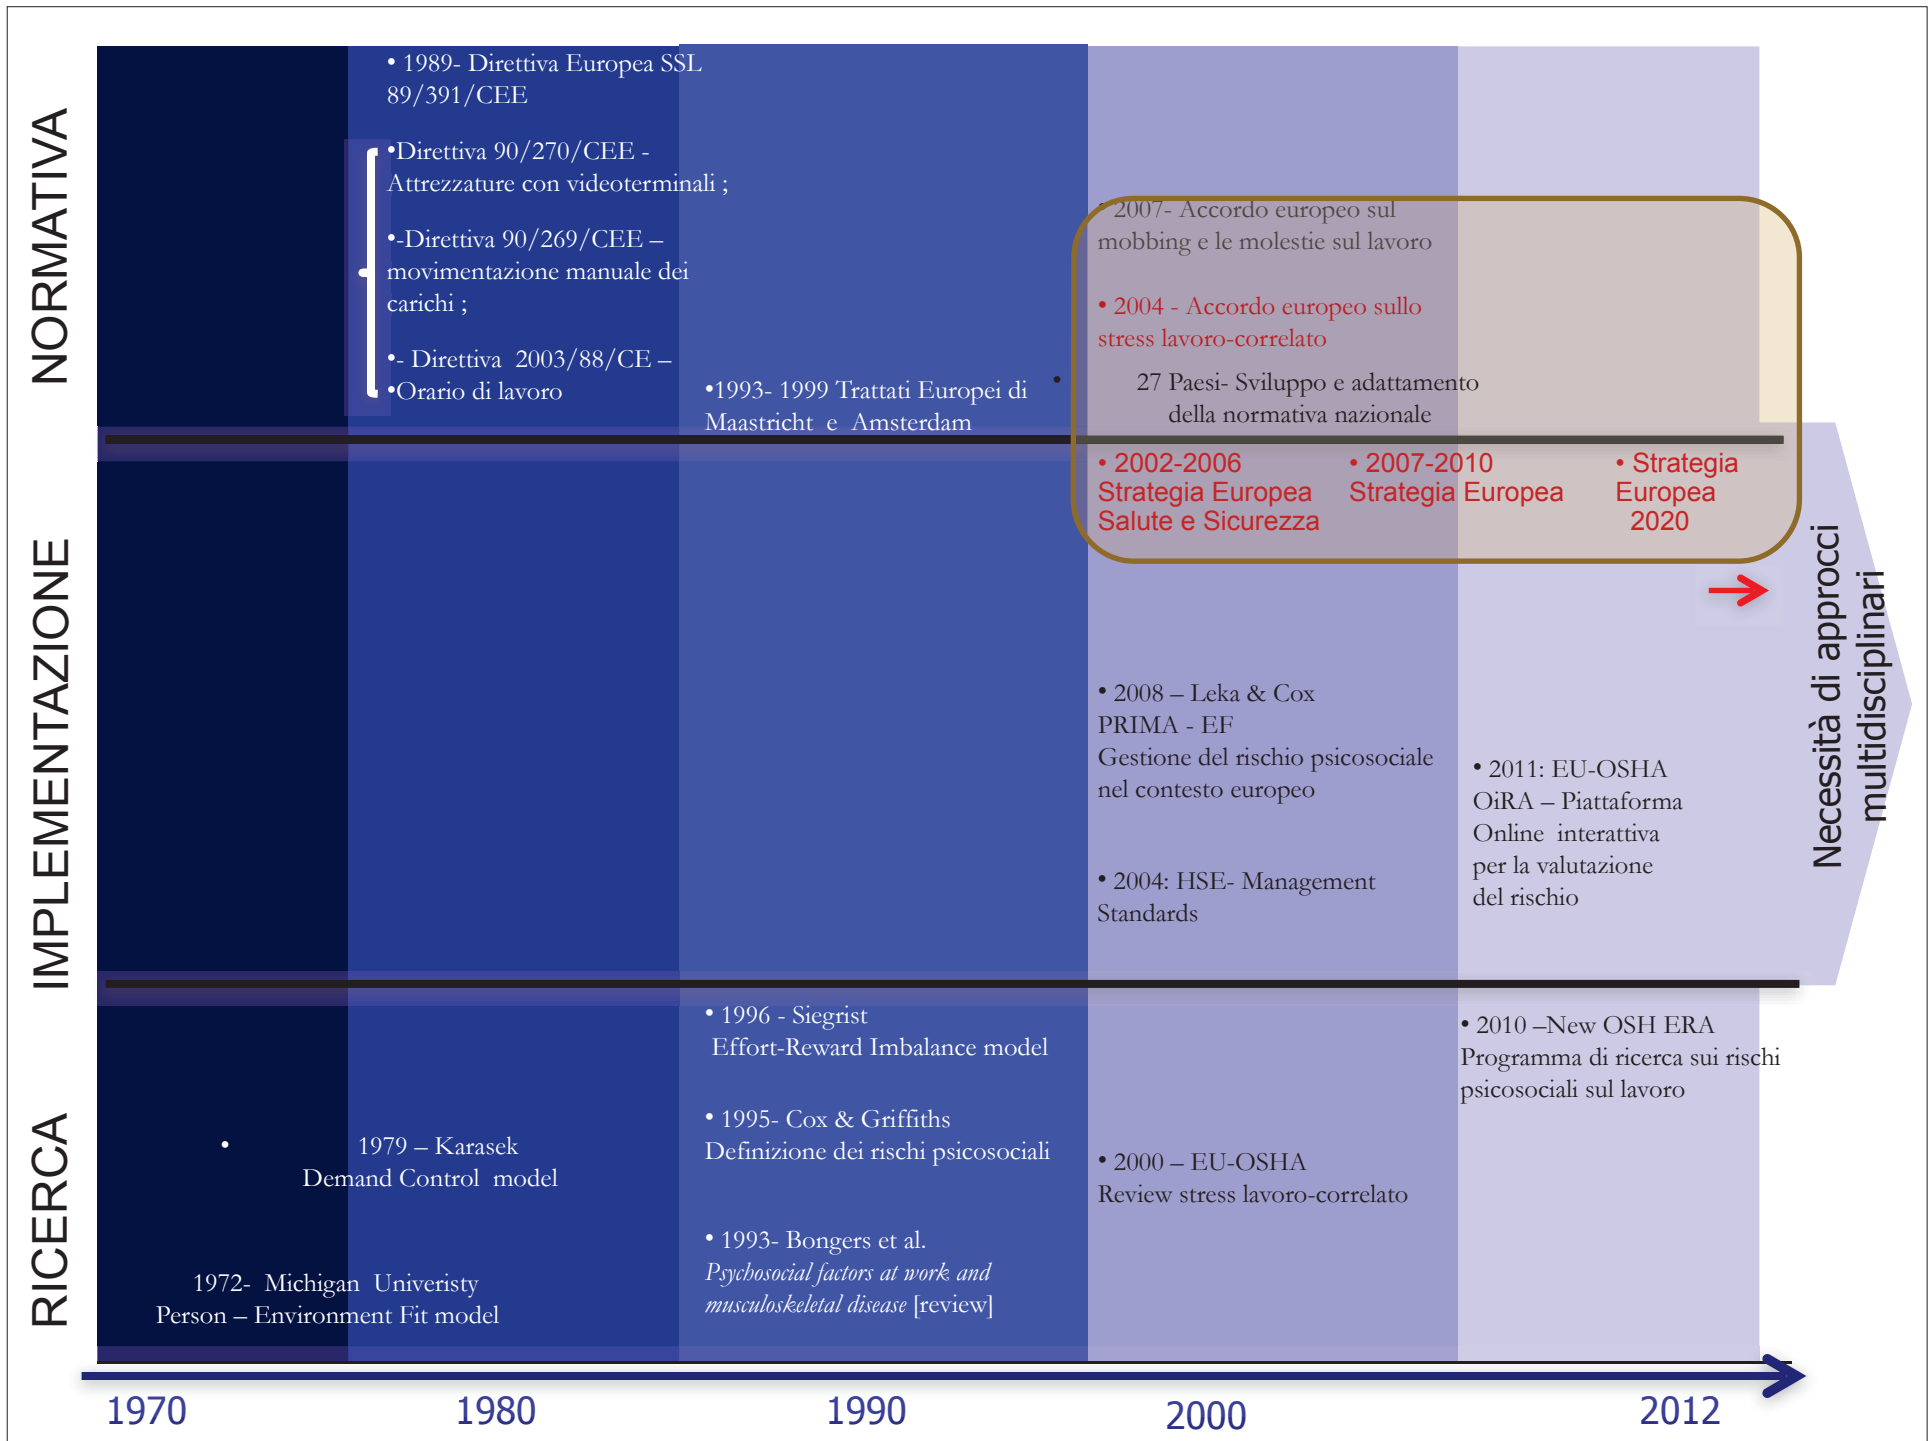 NORMATIVA
• 1989- Direttiva Europea SSL
89/391/CEE
•Direttiva 90/270/CEE -
Attrezzature con videoterminali ;
•-Direttiva 90/269/CEE –
movimentazione manuale dei
carichi ;
•- Direttiva 2003/88/CE –
•Orario di lavoro
•1993- 1999 Trattati Europei di
Maastricht e Amsterdam
• 2007- Accordo europeo sul
mobbing e le molestie sul lavoro
• 2004 - Accordo europeo sullo
stress lavoro-correlato
• 27 Paesi- Sviluppo e adattamento
della normativa nazionale
IMPLEMENTAZIONE
• 2002-2006
Strategia Europea
Salute e Sicurezza
• 2007-2010
Strategia Europea
• Strategia
Europea
2020
• 2008 – Leka & Cox
PRIMA - EF
Gestione del rischio psicosociale
nel contesto europeo
• 2004: HSE- Management
Standards
• 2011: EU-OSHA
OiRA – Piattaforma
Online interattiva
per la valutazione
del rischio
Necessità di approcci
multidisciplinari
RICERCA
• 1979 – Karasek
Demand Control model
1972- Michigan Univeristy
Person – Environment Fit model
• 1996 - Siegrist
Effort-Reward Imbalance model
• 1995- Cox & Griffiths
Definizione dei rischi psicosociali
• 1993- Bongers et al.
Psychosocial factors at work and
musculoskeletal disease [review]
• 2000 – EU-OSHA
Review stress lavoro-correlato
• 2010 –New OSH ERA
Programma di ricerca sui rischi
psicosociali sul lavoro
1970
1980
1990
2000
2012